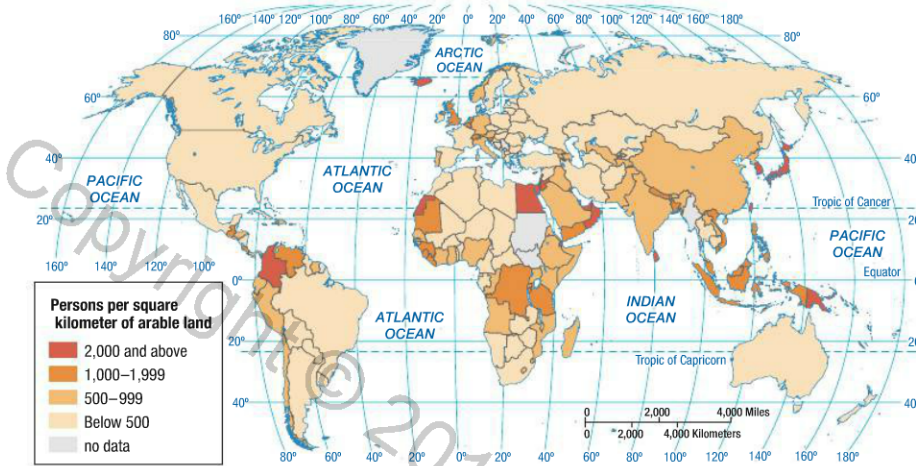 160° 140° 120° 80° 60° 40° 20° 0° 20° 40° 60° 80° 120° 140° 160°
80° 80°
ARCTIC
OCEAN
60° 60°
40° 40
PACIFIC
OCEAN
ATLANTIC
OCEAN
Tropic of Cancer
20° 20
PACIFIC
OCEAN
160° 140° 120° 100° 160°
0° Equator 0
Persons per square
kilometer of arable land
2,000 and above
1,000–1,999
500–999
Below 500
no data
ATLANTIC
OCEAN
INDIAN
OCEAN
20° 20
Tropic of Capricorn
40° 40
0 2,000 4,000 Miles
0 2,000 4,000 Kilometers
80° 60° 40° 20° 0° 20° 40° 60° 80° 100° 120° 140° 160°
Copyright © 20